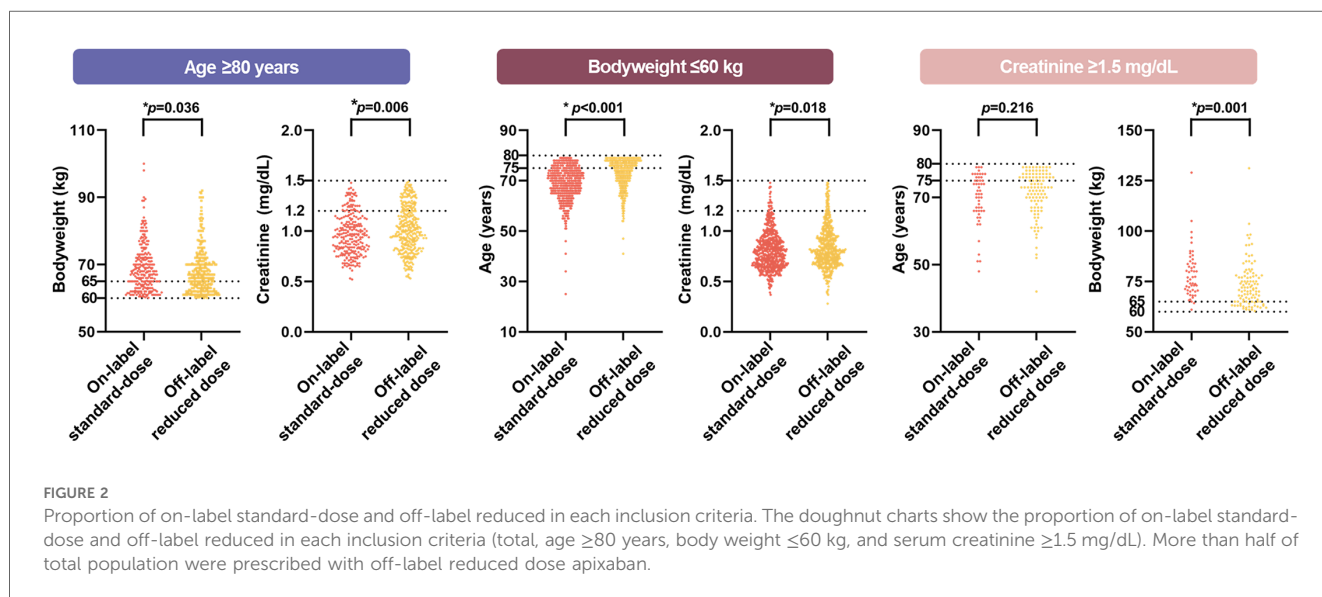 Age ≥80 years
Bodyweight ≤60 kg
Creatinine ≥1.5 mg/dL
*p=0.036
*p=0.006
* p<0.001
*p=0.018
p=0.216
*p=0.001
Bodyweight (kg)
110
90
70
65
60
50
On-label
standard-dose
Off-label
reduced dose
Creatinine (mg/dL)
2.0
1.5
1.2
1.0
0.5
0.0
On-label
standard-dose
Off-label
reduced dose
Age (years)
90
80
75
70
50
30
10
On-label
standard-dose
Off-label
reduced dose
Creatinine (mg/dL)
2.0
1.5
1.2
1.0
0.5
0.0
On-label
standard-dose
Off-label
reduced dose
Age (years)
90
80
75
70
50
30
On-label
standard-dose
Off-label
reduced dose
Bodyweight (kg)
150
125
100
75
65
60
50
On-label
standard-dose
Off-label
reduced dose
FIGURE 2
Proportion of on-label standard-dose and off-label reduced in each inclusion criteria. The doughnut charts show the proportion of on-label standard-
dose and off-label reduced in each inclusion criteria (total, age ≥80 years, body weight ≤60 kg, and serum creatinine ≥1.5 mg/dL). More than half of
total population were prescribed with off-label reduced dose apixaban.